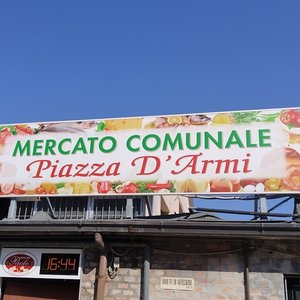 MERCATO COMUNALE
Piazza D'Armi
16:44